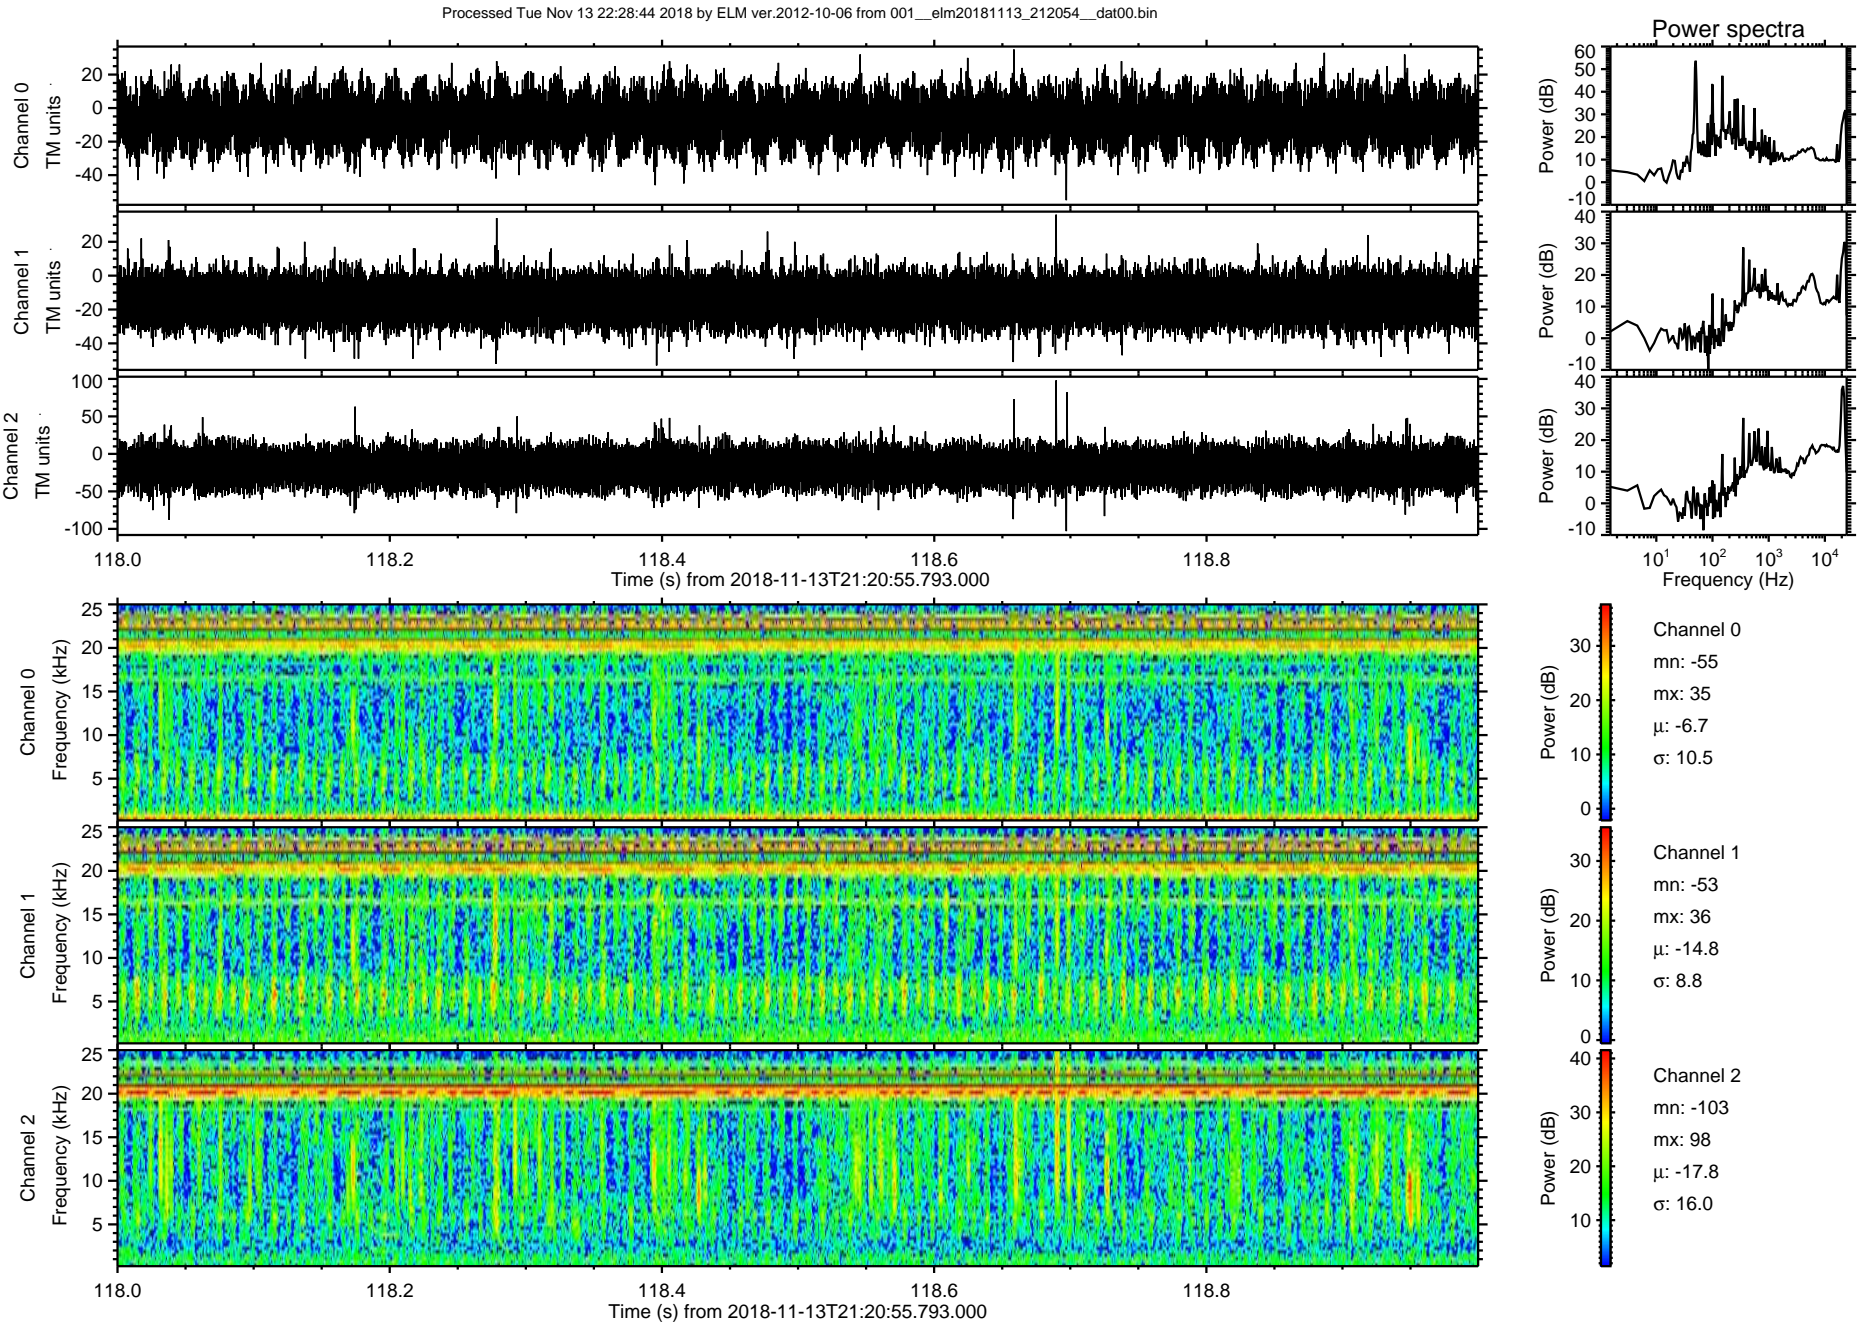 Processed Tue Nov 13 22:28:44 2018 by ELM ver.2012-10-06 from 001__elm20181113_212054__dat00.bin
Power spectra
Channel 0
TM units
20
0
-20
-40
Power (dB)
60
50
40
30
20
10
0
-10
Channel 1
TM units
20
0
-20
-40
Power (dB)
40
30
20
10
0
-10
Channel 2
TM units
100
50
0
-50
-100
Power (dB)
40
30
20
10
0
-10
118.0 118.2 118.4 118.6 118.8
Time (s) from 2018-11-13T21:20:55.793.000
10^1 10^2 10^3 10^4
Frequency (Hz)
Channel 0
Frequency (kHz)
25
20
15
10
5
Power (dB)
30
20
10
0
Channel 0
mn: -55
mx: 35
μ: -6.7
σ: 10.5
Channel 1
Frequency (kHz)
25
20
15
10
5
Power (dB)
30
20
10
0
Channel 1
mn: -53
mx: 36
μ: -14.8
σ: 8.8
Channel 2
Frequency (kHz)
25
20
15
10
5
Power (dB)
40
30
20
10
Channel 2
mn: -103
mx: 98
μ: -17.8
σ: 16.0
118.0 118.2 118.4 118.6 118.8
Time (s) from 2018-11-13T21:20:55.793.000